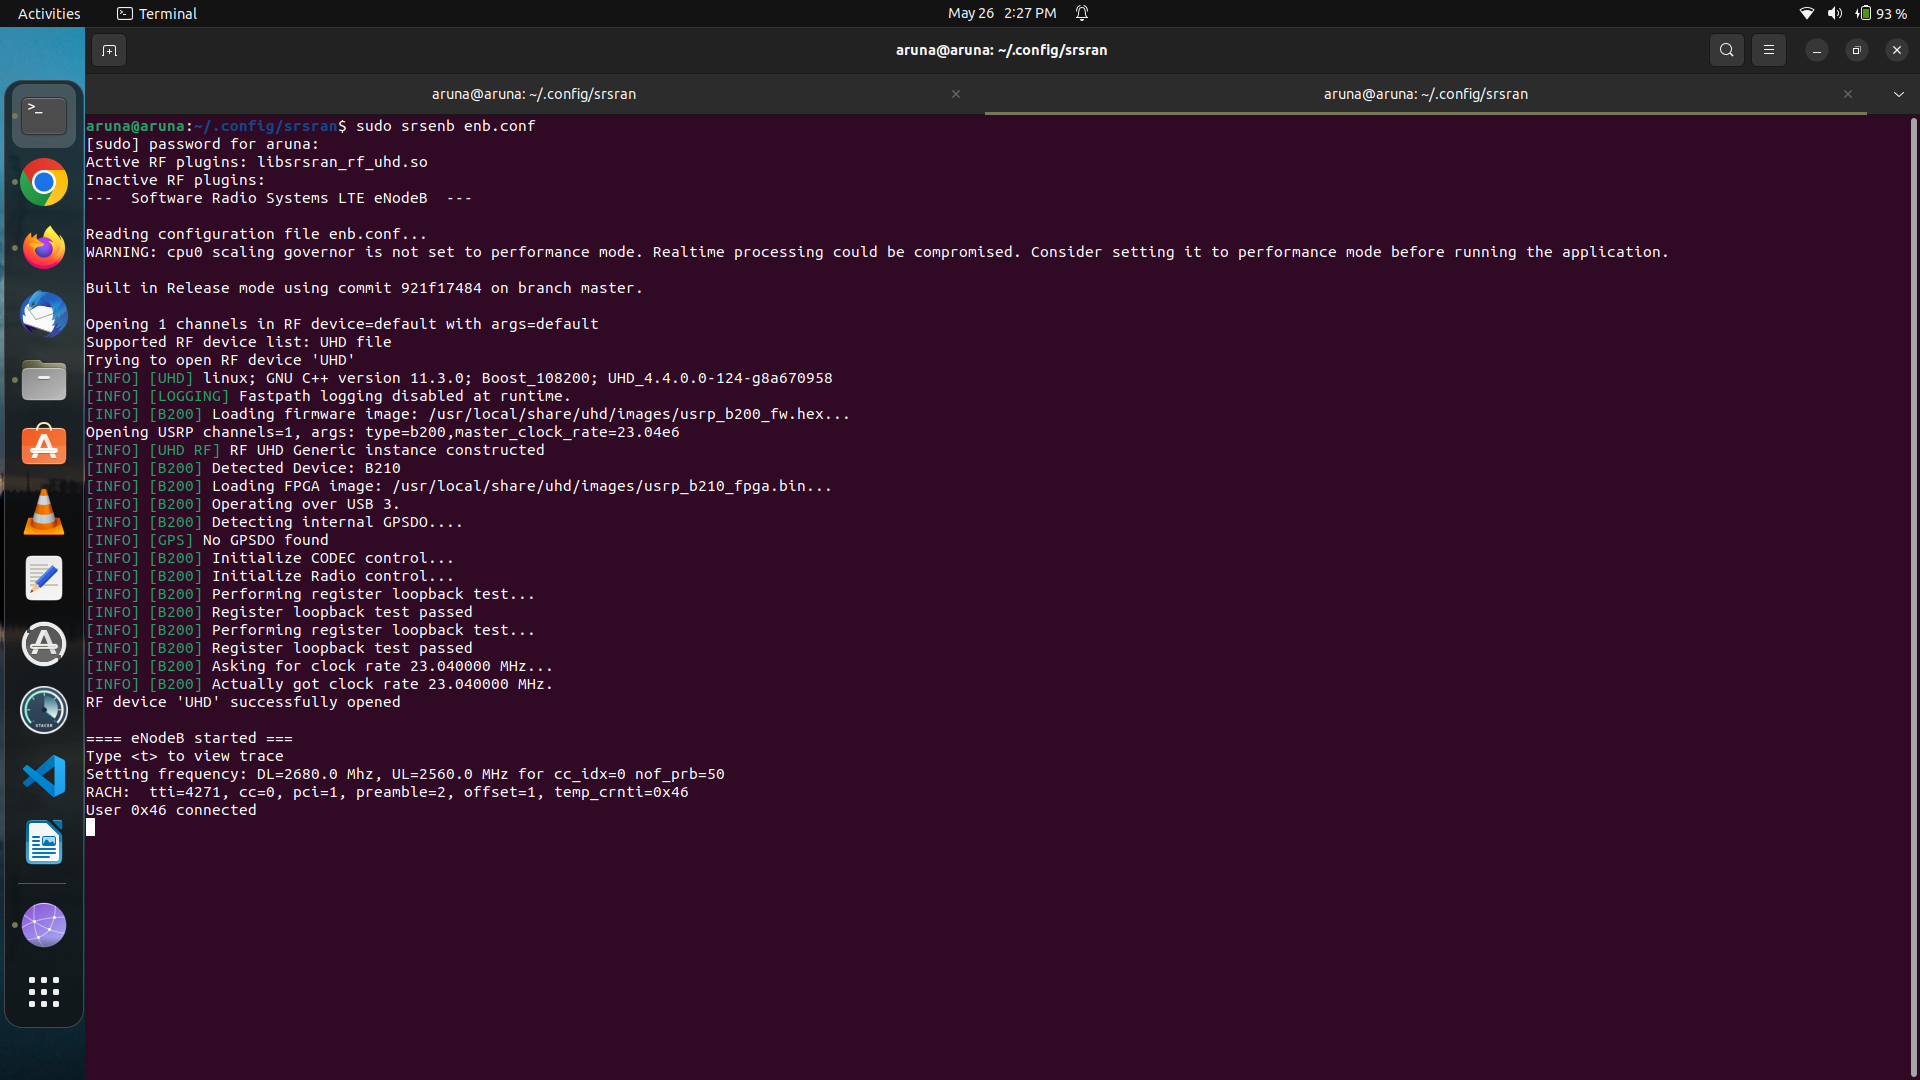 Activities
Terminal
May 26 2:27 PM
93 %
aruna@aruna: ~/.config/srsran
aruna@aruna: ~/.config/srsran
aruna@aruna: ~/.config/srsran
aruna@aruna:~/.config/srsran$ sudo srsenb enb.conf
[sudo] password for aruna:
Active RF plugins: libsrsran_rf_uhd.so
Inactive RF plugins:
---  Software Radio Systems LTE eNodeB  ---
Reading configuration file enb.conf...
WARNING: cpu0 scaling governor is not set to performance mode. Realtime processing could be compromised. Consider setting it to performance mode before running the application.
Built in Release mode using commit 921f17484 on branch master.
Opening 1 channels in RF device=default with args=default
Supported RF device list: UHD file
Trying to open RF device 'UHD'
[INFO] [UHD] linux; GNU C++ version 11.3.0; Boost_108200; UHD_4.4.0.0-124-g8a670958
[INFO] [LOGGING] Fastpath logging disabled at runtime.
[INFO] [B200] Loading firmware image: /usr/local/share/uhd/images/usrp_b200_fw.hex...
Opening USRP channels=1, args: type=b200,master_clock_rate=23.04e6
[INFO] [UHD RF] RF UHD Generic instance constructed
[INFO] [B200] Detected Device: B210
[INFO] [B200] Loading FPGA image: /usr/local/share/uhd/images/usrp_b210_fpga.bin...
[INFO] [B200] Operating over USB 3.
[INFO] [B200] Detecting internal GPSDO....
[INFO] [GPS] No GPSDO found
[INFO] [B200] Initialize CODEC control...
[INFO] [B200] Initialize Radio control...
[INFO] [B200] Performing register loopback test...
[INFO] [B200] Register loopback test passed
[INFO] [B200] Performing register loopback test...
[INFO] [B200] Register loopback test passed
[INFO] [B200] Asking for clock rate 23.040000 MHz...
[INFO] [B200] Actually got clock rate 23.040000 MHz.
RF device 'UHD' successfully opened
==== eNodeB started ===
Type <t> to view trace
Setting frequency: DL=2680.0 Mhz, UL=2560.0 MHz for cc_idx=0 nof_prb=50
RACH:  tti=4271, cc=0, pci=1, preamble=2, offset=1, temp_crnti=0x46
User 0x46 connected